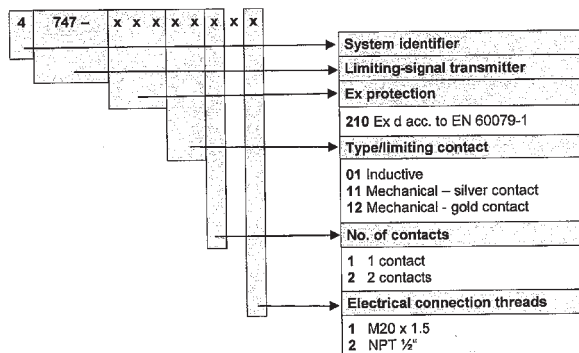 4 747 – x x x x x x x
System identifier
Limiting-signal transmitter
Ex protection
210 Ex d acc. to EN 60079-1
Type/limiting contact
01 Inductive
11 Mechanical – silver contact
12 Mechanical - gold contact
No. of contacts
1 1 contact
2 2 contacts
Electrical connection threads
1 M20 x 1.5
2 NPT ½"